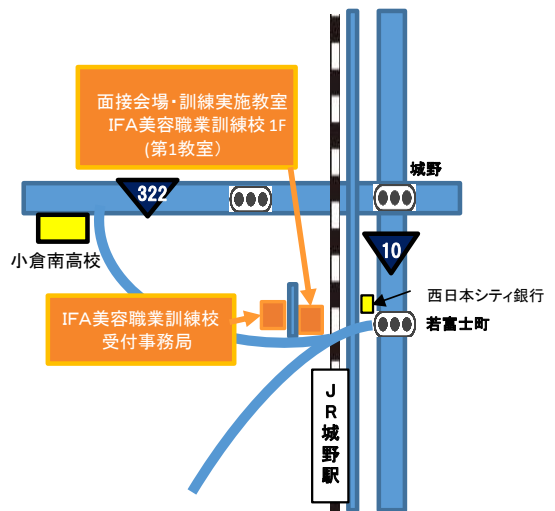 面接会場・訓練実施教室
IFA美容職業訓練校 1F
(第1教室)
城野
322
10
小倉南高校
西日本シティ銀行
IFA美容職業訓練校
受付事務局
若富士町
JR城野駅